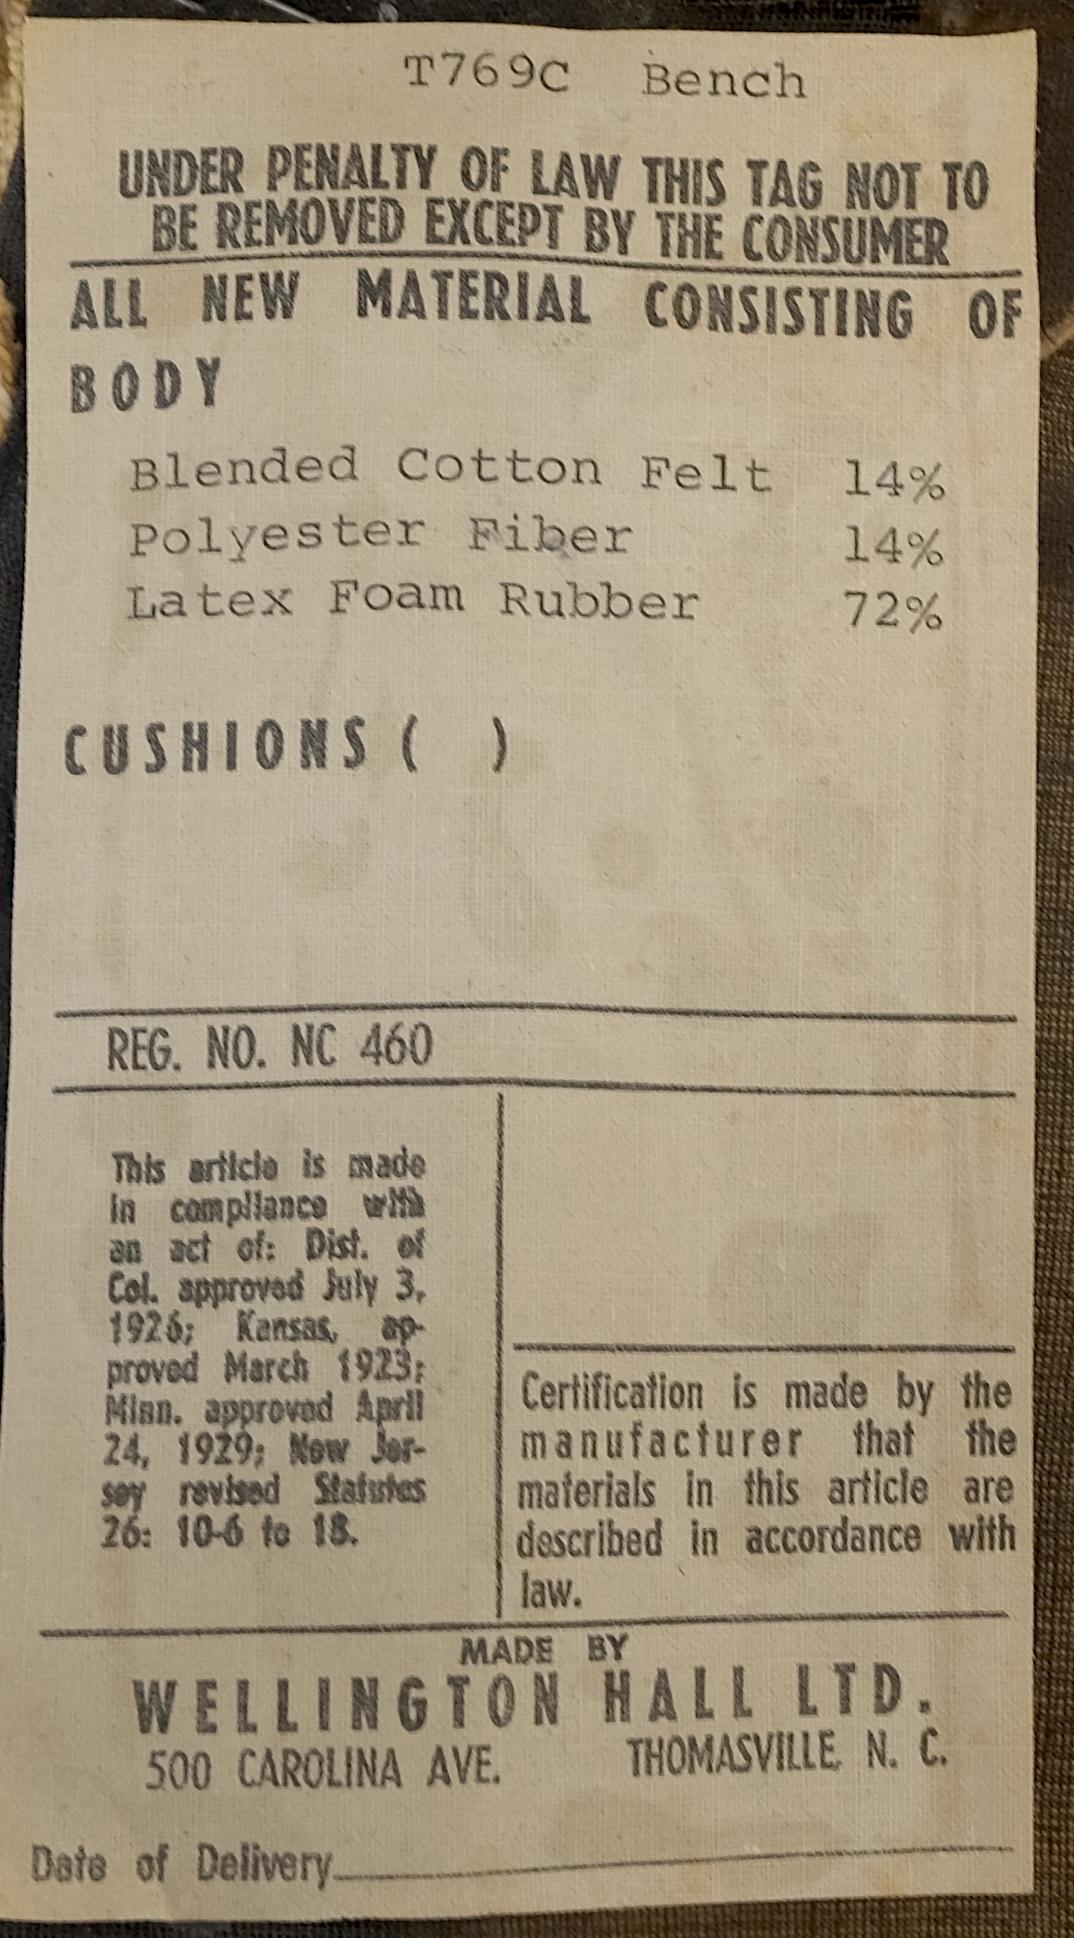 T769C Bench
UNDER PENALTY OF LAW THIS TAG NOT TO
BE REMOVED EXCEPT BY THE CONSUMER
ALL NEW MATERIAL CONSISTING OF
BODY
Blended Cotton Felt 14%
Polyester Fiber 14%
Latex Foam Rubber 72%
CUSHIONS ( )
REG. NO. NC 460
This article is made
in compliance with
an act of: Dist. of
Col. approved July 3,
1926; Kansas, ap-
proved March 1923;
Minn. approved April
24, 1929; New Jer-
sey revised Statutes
26: 10-6 to 18.
Certification is made by the
manufacturer that the
materials in this article are
described in accordance with
law.
MADE BY
WELLINGTON HALL LTD.
500 CAROLINA AVE. THOMASVILLE, N. C.
Date of Delivery